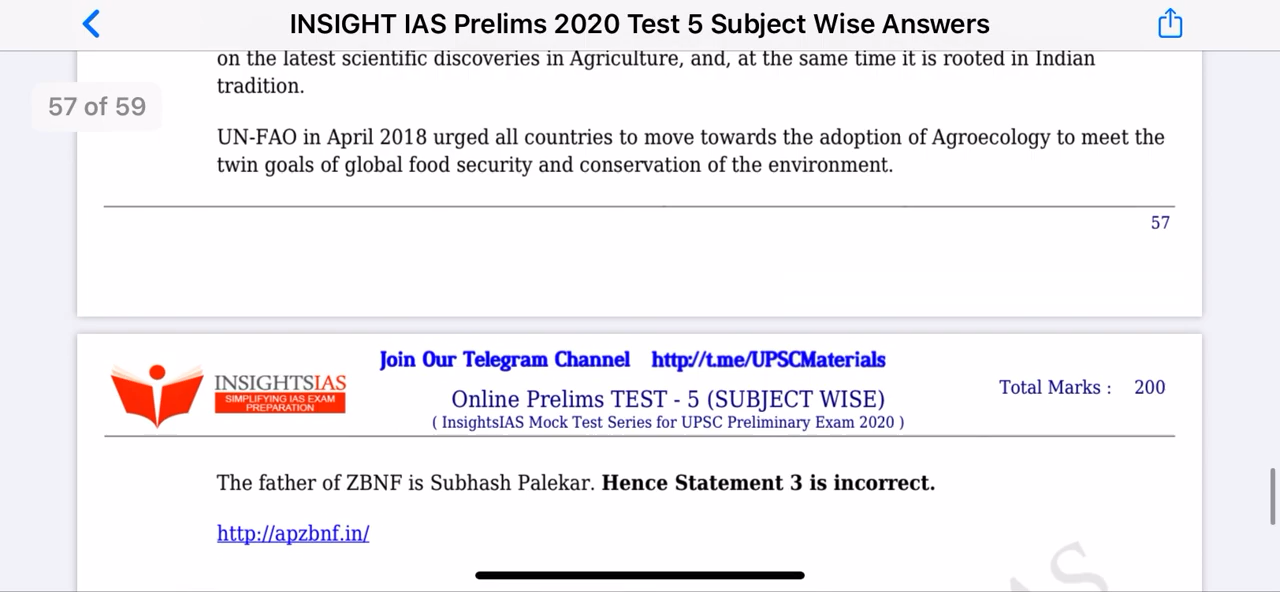 INSIGHT IAS Prelims 2020 Test 5 Subject Wise Answers
on the latest scientific discoveries in Agriculture, and, at the same time it is rooted in Indian
tradition.
57 of 59
UN-FAO in April 2018 urged all countries to move towards the adoption of Agroecology to meet the
twin goals of global food security and conservation of the environment.
57
Join Our Telegram Channel http://t.me/UPSCMaterials
INSIGHTSIAS
SIMPLIFYING IAS EXAM
PREPARATION
Online Prelims TEST - 5 (SUBJECT WISE)
Total Marks : 200
( InsightsIAS Mock Test Series for UPSC Preliminary Exam 2020 )
The father of ZBNF is Subhash Palekar. Hence Statement 3 is incorrect.
http://apzbnf.in/